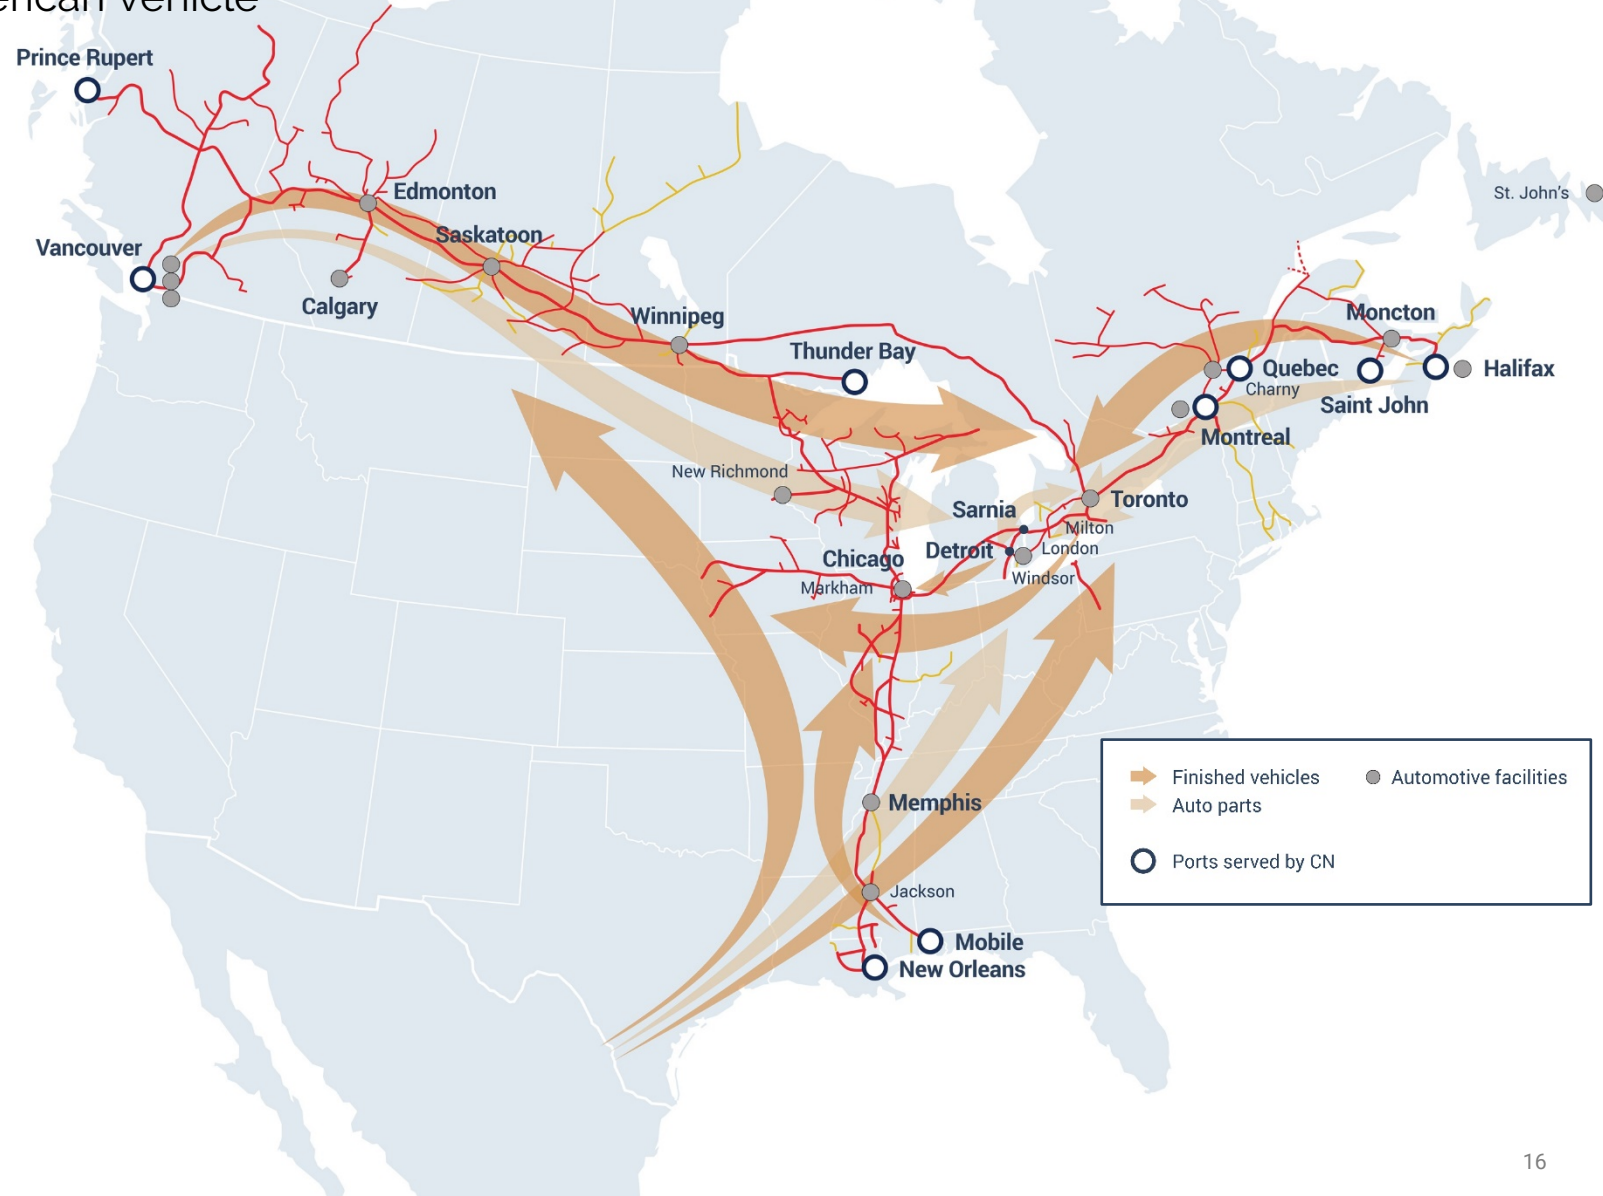 Prince Rupert
Edmonton
St. John's
Saskatoon
Vancouver
Calgary
Winnipeg
Moncton
Thunder Bay
Quebec
Halifax
Charny
Saint John
Montreal
New Richmond
Toronto
Sarnia
Milton
Detroit
London
Chicago
Windsor
Markham
Finished vehicles
Automotive facilities
Auto parts
Memphis
Ports served by CN
Jackson
Mobile
New Orleans
16